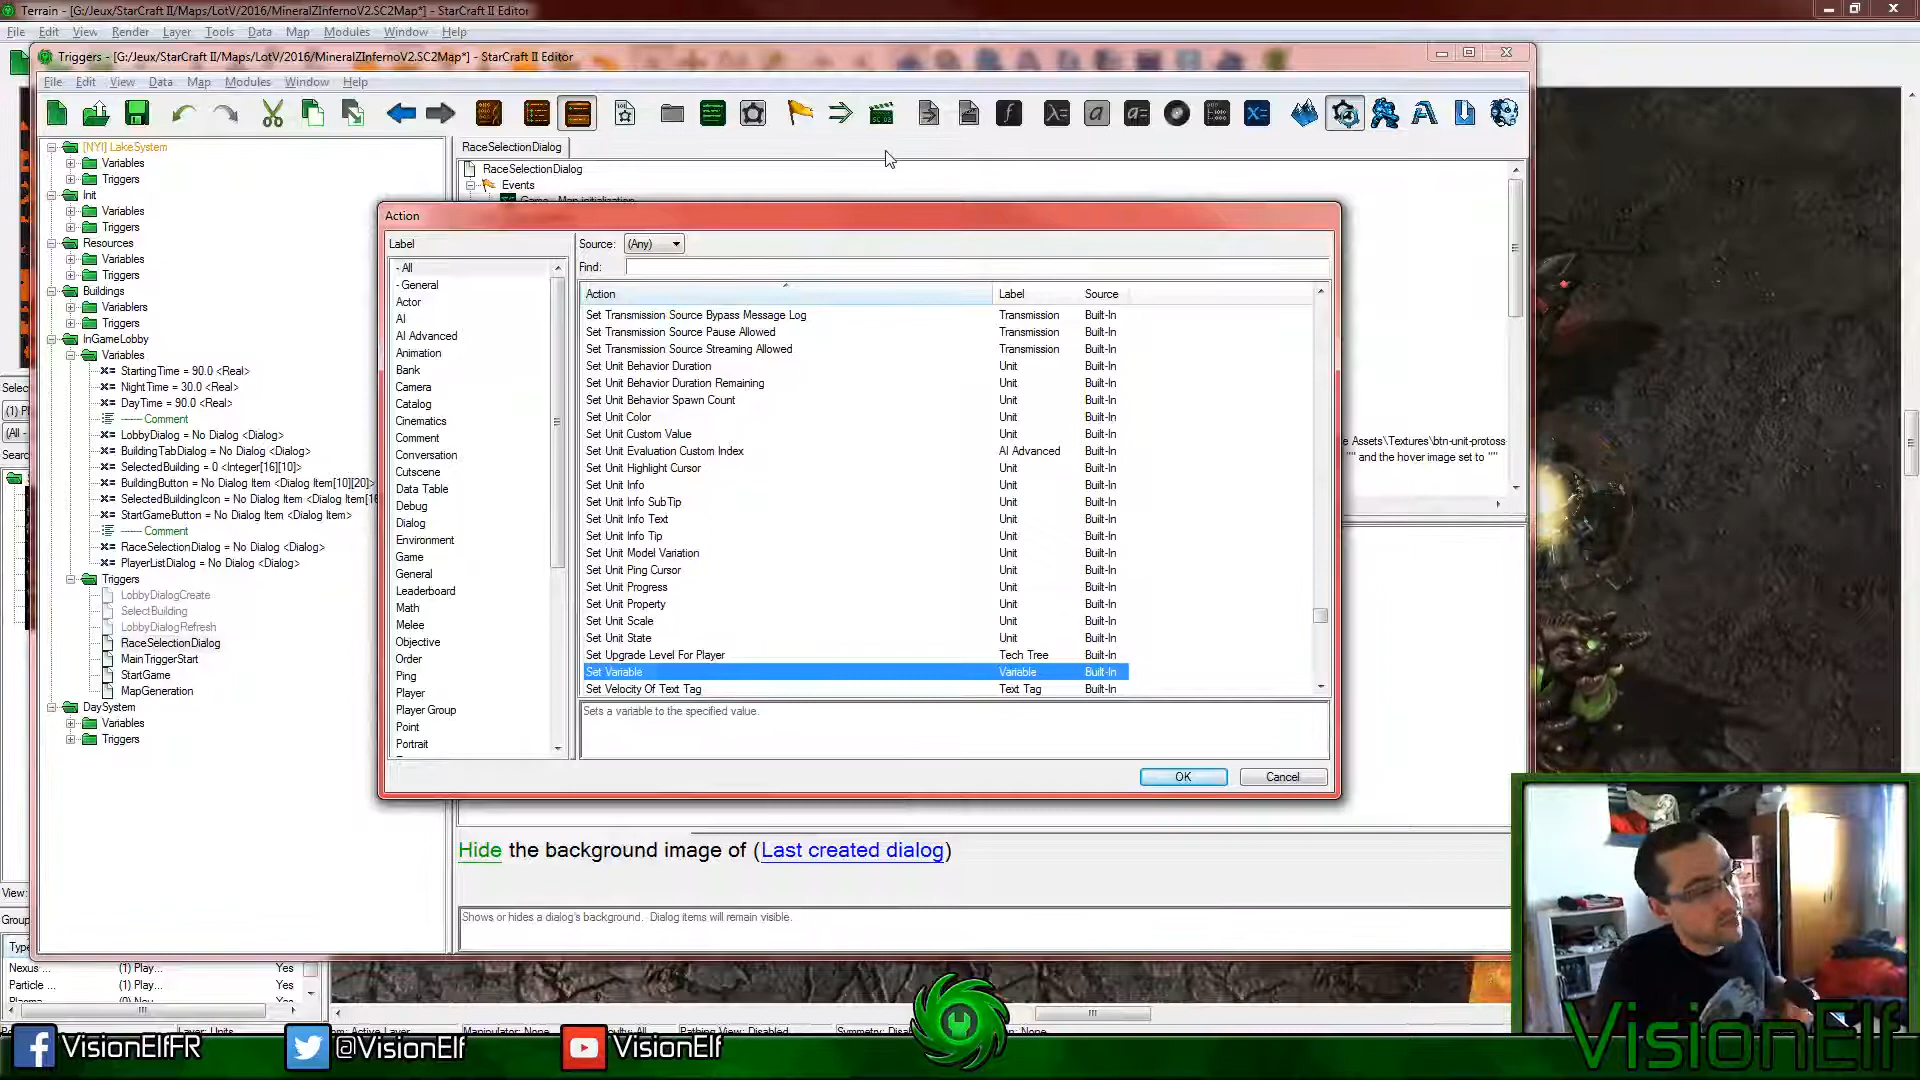 Terrain - [G:/Jeux/StarCraft II/Maps/LotV/2016/MineralZInfernoV2.SC2Map*] - StarCraft II Editor
File Edit View Render Layer Tools Data Map Modules Window Help
Triggers - [G:/Jeux/StarCraft II/Maps/LotV/2016/MineralZInfernoV2.SC2Map*] - StarCraft II Editor
File Edit View Data Map Modules Window Help
[NYI] LakeSystem
Variables
Triggers
Init
Variables
Triggers
Resources
Variables
Triggers
Buildings
Variablers
Triggers
InGameLobby
Variables
StartingTime = 90.0 <Real>
NightTime = 30.0 <Real>
DayTime = 90.0 <Real>
------- Comment
LobbyDialog = No Dialog <Dialog>
BuildingTabDialog = No Dialog <Dialog>
SelectedBuilding = 0 <Integer[16][10]>
BuildingButton = No Dialog Item <Dialog Item[10][20]>
SelectedBuildingIcon = No Dialog Item <Dialog Item[16
StartGameButton = No Dialog Item <Dialog Item>
------- Comment
RaceSelectionDialog = No Dialog <Dialog>
PlayerListDialog = No Dialog <Dialog>
Triggers
LobbyDialogCreate
SelectBuilding
LobbyDialogRefresh
RaceSelectionDialog
MainTriggerStart
StartGame
MapGeneration
DaySystem
Variables
Triggers
RaceSelectionDialog
RaceSelectionDialog
Events
Game - Map initialization
e Assets\Textures\btn-unit-protoss-
"" and the hover image set to ""
Action
Label
- All
- General
Actor
AI
AI Advanced
Animation
Bank
Camera
Catalog
Cinematics
Comment
Conversation
Cutscene
Data Table
Debug
Dialog
Environment
Game
General
Leaderboard
Math
Melee
Objective
Order
Ping
Player
Player Group
Point
Portrait
Source: (Any)
Find:
Action Label Source
Set Transmission Source Bypass Message Log Transmission Built-In
Set Transmission Source Pause Allowed Transmission Built-In
Set Transmission Source Streaming Allowed Transmission Built-In
Set Unit Behavior Duration Unit Built-In
Set Unit Behavior Duration Remaining Unit Built-In
Set Unit Behavior Spawn Count Unit Built-In
Set Unit Color Unit Built-In
Set Unit Custom Value Unit Built-In
Set Unit Evaluation Custom Index AI Advanced Built-In
Set Unit Highlight Cursor Unit Built-In
Set Unit Info Unit Built-In
Set Unit Info SubTip Unit Built-In
Set Unit Info Text Unit Built-In
Set Unit Info Tip Unit Built-In
Set Unit Model Variation Unit Built-In
Set Unit Ping Cursor Unit Built-In
Set Unit Progress Unit Built-In
Set Unit Property Unit Built-In
Set Unit Scale Unit Built-In
Set Unit State Unit Built-In
Set Upgrade Level For Player Tech Tree Built-In
Set Variable Variable Built-In
Set Velocity Of Text Tag Text Tag Built-In
Sets a variable to the specified value.
OK Cancel
Hide the background image of (Last created dialog)
Shows or hides a dialog's background. Dialog items will remain visible.
Selec
(1) Pl
(All -
Searc
View:
Group
Type
Nexus ... (1) Play... Yes
Particle ... (1) Play... Yes
VisionElfFR
@VisionElf
VisionElf
VisionElf